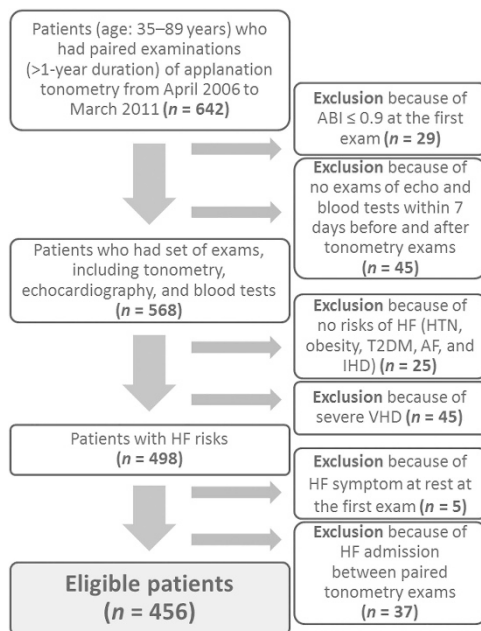 Patients (age: 35–89 years) who
had paired examinations
(>1-year duration) of applanation
tonometry from April 2006 to
March 2011 (n = 642)
Exclusion because of
ABI ≤ 0.9 at the first
exam (n = 29)
Exclusion because of
no exams of echo and
blood tests within 7
days before and after
tonometry exams
(n = 45)
Patients who had set of exams,
including tonometry,
echocardiography, and blood tests
(n = 568)
Exclusion because of
no risks of HF (HTN,
obesity, T2DM, AF, and
IHD) (n = 25)
Exclusion because of
severe VHD (n = 45)
Patients with HF risks
(n = 498)
Exclusion because of
HF symptom at rest at
the first exam (n = 5)
Exclusion because of
HF admission
between paired
tonometry exams
(n = 37)
Eligible patients
(n = 456)